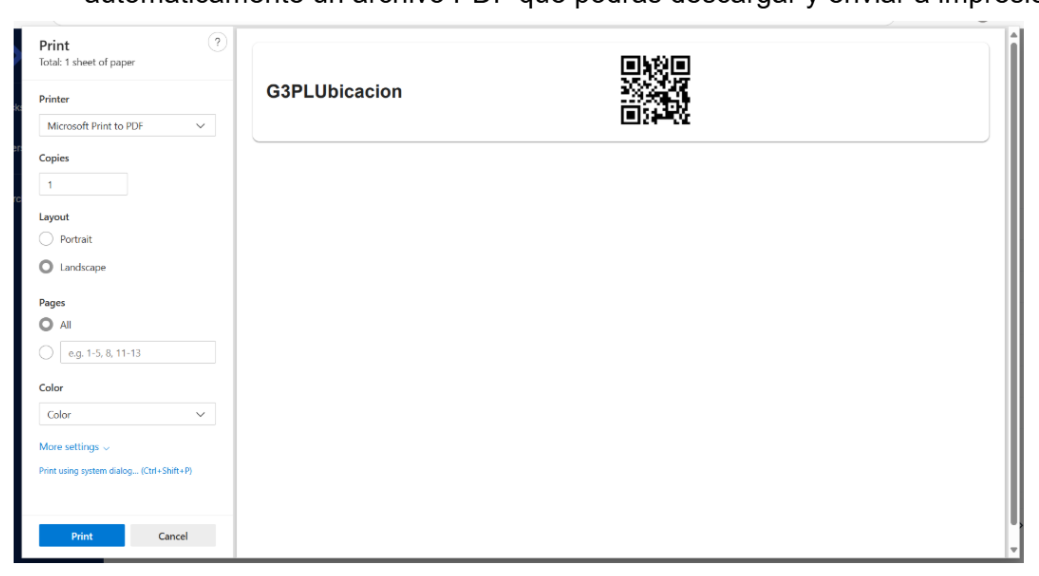 automáticamente un archivo PDF que podrás descargar y enviar a
Print
?
Total: 1 sheet of paper
Printer
Microsoft Print to PDF
Copies
1
Layout
Portrait
Landscape
Pages
All
e.g. 1-5, 8, 11-13
Color
Color
More settings
Print using system dialog... (Ctrl+Shift+P)
Print
Cancel
G3PLUbicacion